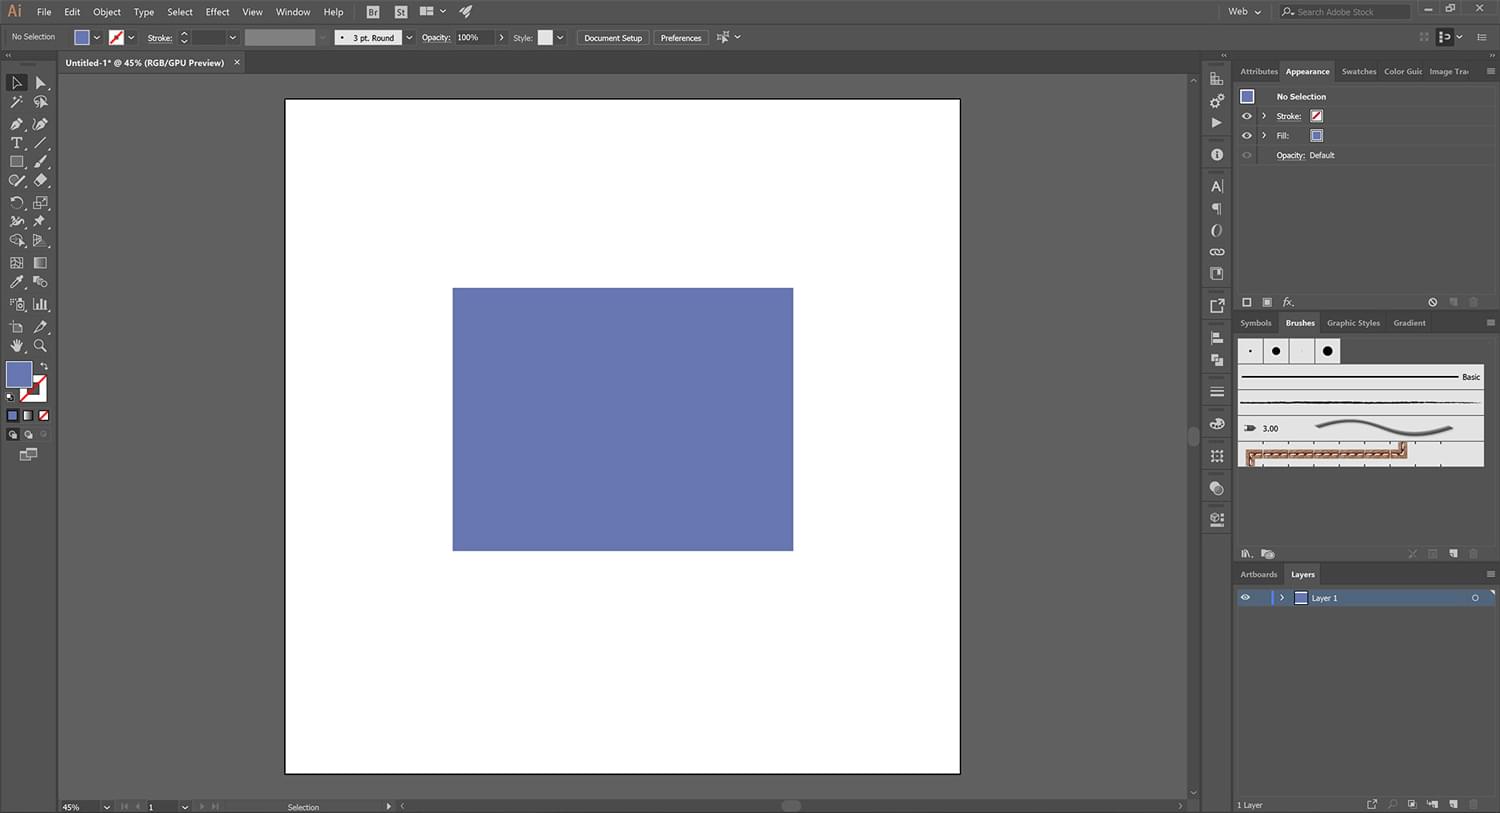 Ai File Edit Object Type Select Effect View Window Help Br St Web Search Adobe Stock
No Selection Stroke: 3 pt. Round Opacity: 100% Style: Document Setup Preferences
Untitled-1* @ 45% (RGB/GPU Preview)
Attributes Appearance Swatches Color Guic Image Tra
No Selection
Stroke:
Fill:
Opacity: Default
fx.
Symbols Brushes Graphic Styles Gradient
Basic
3.00
Artboards Layers
Layer 1
45% 1 Selection
1 Layer